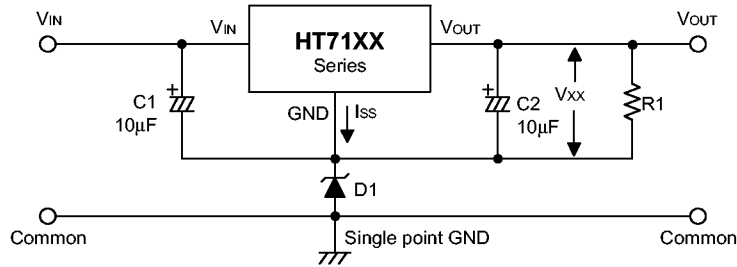 VIN
VIN
HT71XX
Series
VOUT
VOUT
+
C1
10µF
GND
ISS
+
C2
10µF
VXX
R1
D1
Common
Single point GND
Common